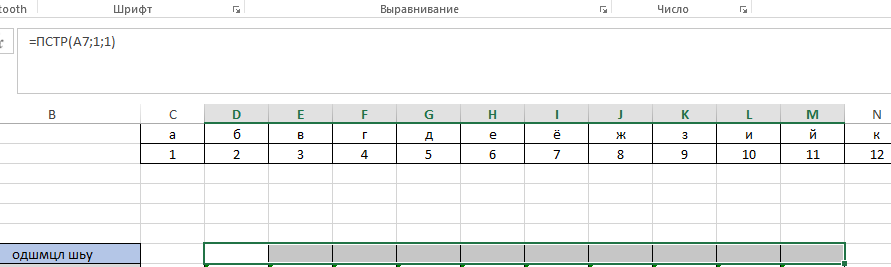 tooth Шрифт Выравнивание Число
=ПСТР(A7;1;1)
B C D E F G H I J K L M N
а б в г д е ё ж з и й к
1 2 3 4 5 6 7 8 9 10 11 12
одшмцл шьу